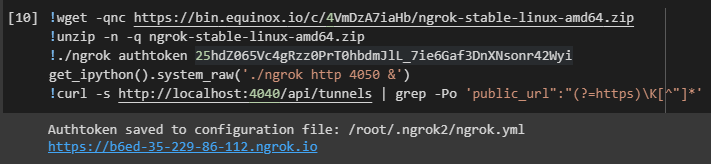 [10] !wget -qnc https://bin.equinox.io/c/4VmDzA7iaHb/ngrok-stable-linux-amd64.zip
!unzip -n -q ngrok-stable-linux-amd64.zip
!./ngrok authtoken 25hdZ065Vc4gRzz0PrT0hbdmJlL_7ie6Gaf3DnXNsonr42Wyi
get_ipython().system_raw('./ngrok http 4050 &')
!curl -s http://localhost:4040/api/tunnels | grep -Po 'public_url":"(?=https)\K[^"]*'
Authtoken saved to configuration file: /root/.ngrok2/ngrok.yml
https://b6ed-35-229-86-112.ngrok.io